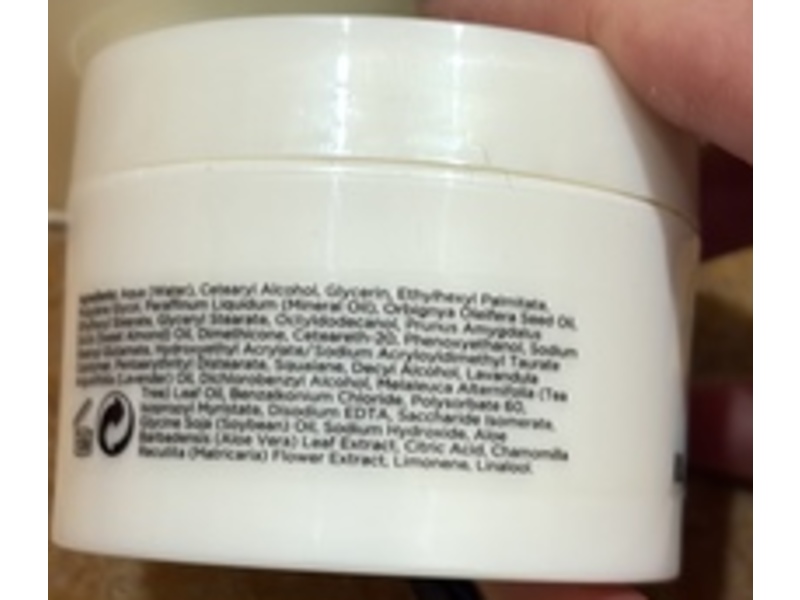 Ingredients: Aqua (Water), Cetearyl Alcohol, Glycerin, Ethylhexyl Palmitate,
Glycol, Paraffinum Liquidum (Mineral Oil), Orbignya Oleifera Seed Oil,
Stearate, Glyceryl Stearate, Octyldodecanol, Prunus Amygdalus
(Sweet Almond) Oil, Dimethicone, Ceteareth-20, Phenoxyethanol, Sodium
Glutamate, Hydroxyethyl Acrylate/Sodium Acryloyldimethyl Taurate
Distearate, Squalane, Decyl Alcohol, Lavandula
(Lavender) Oil, Dichlorobenzyl Alcohol, Melaleuca Alternifolia (Tea
Tree) Leaf Oil, Benzalkonium Chloride, Polysorbate 60,
Isopropyl Myristate, Disodium EDTA, Saccharide Isomerate,
Glycine Soja (Soybean) Oil, Sodium Hydroxide, Aloe
Barbadensis (Aloe Vera) Leaf Extract, Citric Acid, Chamomilla
Recutita (Matricaria) Flower Extract, Limonene, Linalool.